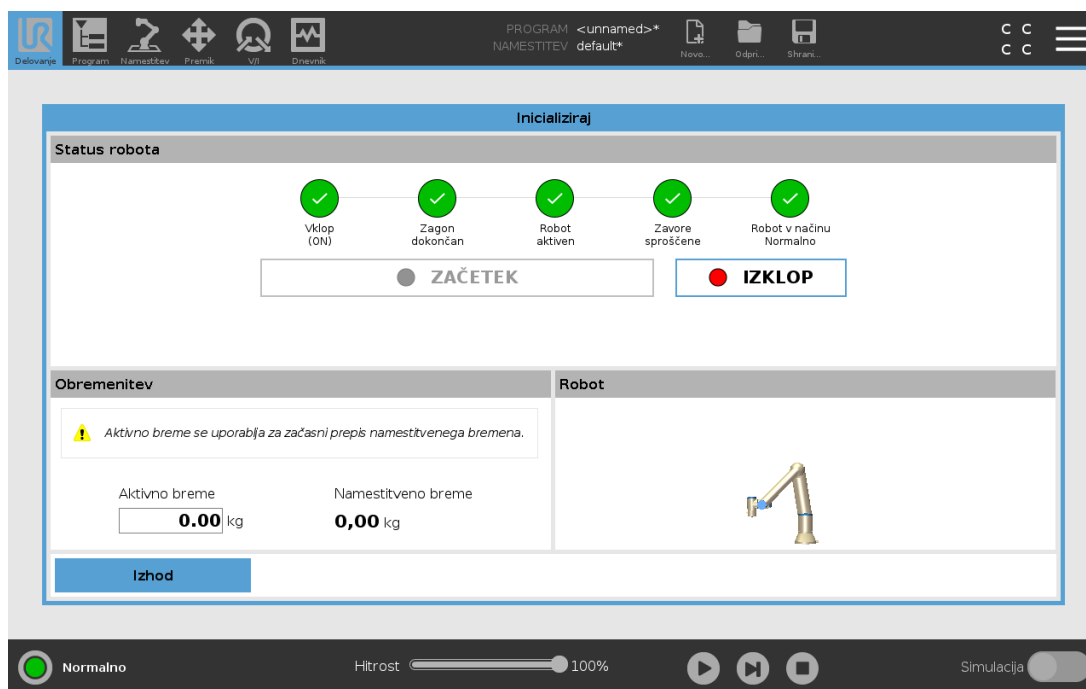 UR
Delovanje
Program
Namestitev
Premik
V/I
Dnevnik
PROGRAM <unnamed>*
NAMESTITEV default*
Novo...
Odpri...
Shrani...
C C
C C
Inicializiraj
Status robota
Vklop
(ON)
Zagon
dokončan
Robot
aktiven
Zavore
sproščene
Robot v načinu
Normalno
ZAČETEK
IZKLOP
Obremenitev
Robot
Aktivno breme se uporablja za začasni prepis namestitvenega bremena.
Aktivno breme
Namestitveno breme
0.00 kg
0,00 kg
Izhod
Normalno
Hitrost
100%
Simulacija